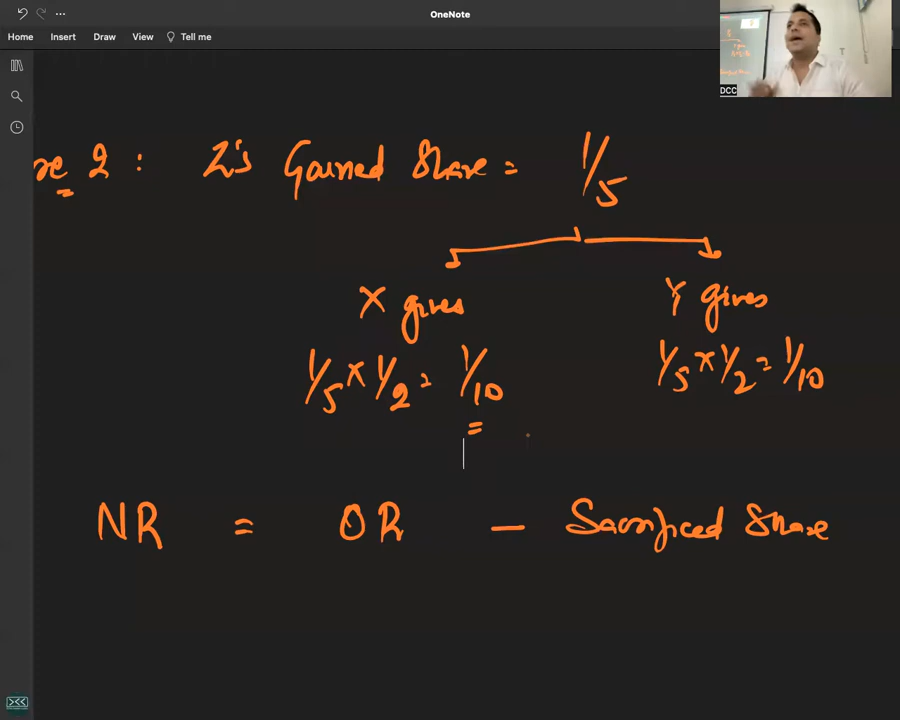 OneNote
Home Insert Draw View Tell me
DCC
2 : Z's Gained Share = 1/5
X gives Y gives
1/5 × 1/2 = 1/10 1/5 × 1/2 = 1/10
=
NR = OR — Sacrificed Share